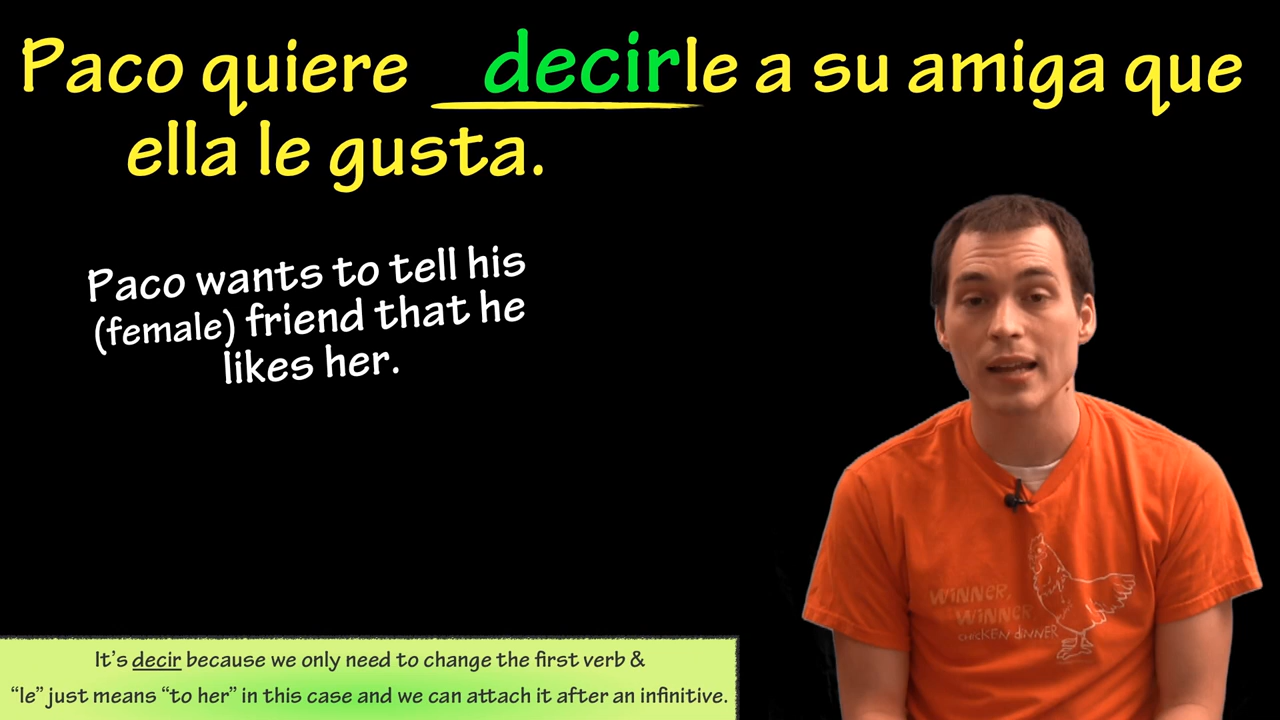 Paco quiere decirle a su amiga que
ella le gusta.
Paco wants to tell his
(female) friend that he
likes her.
WINNER,
WINNER
CHICKEN DINNER
It's decir because we only need to change the first verb &
"le" just means "to her" in this case and we can attach it after an infinitive.